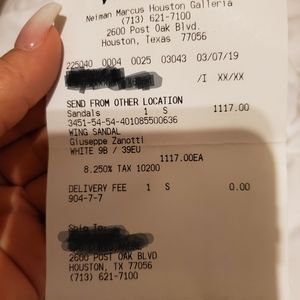 Neiman Marcus Houston Galleria
(713) 621-7100
2600 Post Oak Blvd.
Houston, Texas 77056
225040 0004 0025 03043 03/07/19
/I XX/XX
SEND FROM OTHER LOCATION
Sandals 1 S 1117.00
3451-54-54-401085500636
WING SANDAL
Giuseppe Zanotti
WHITE 9B / 39EU
1117.00EA
8.250% TAX 10200
DELIVERY FEE 1 S 0.00
904-7-7
Ship To:
2600 POST OAK BLVD
HOUSTON, TX 77056
(713) 621-7100